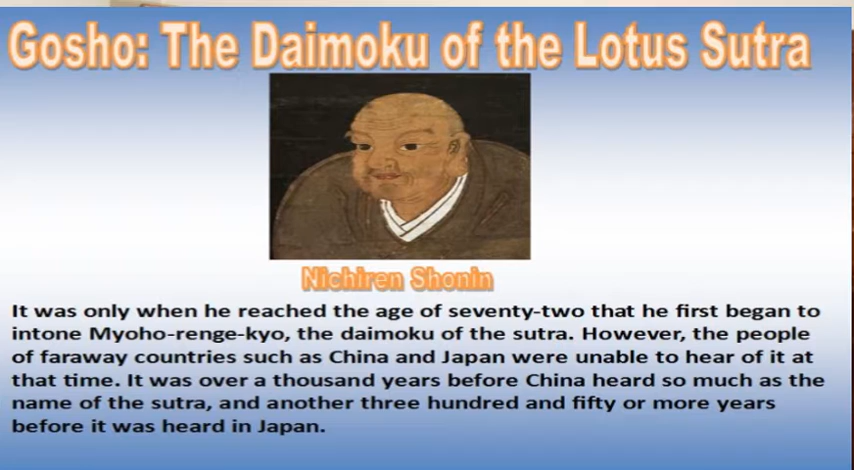 Gosho: The Daimoku of the Lotus Sutra
Nichiren Shonin
It was only when he reached the age of seventy-two that he first began to
intone Myoho-renge-kyo, the daimoku of the sutra. However, the people
of faraway countries such as China and Japan were unable to hear of it at
that time. It was over a thousand years before China heard so much as the
name of the sutra, and another three hundred and fifty or more years
before it was heard in Japan.